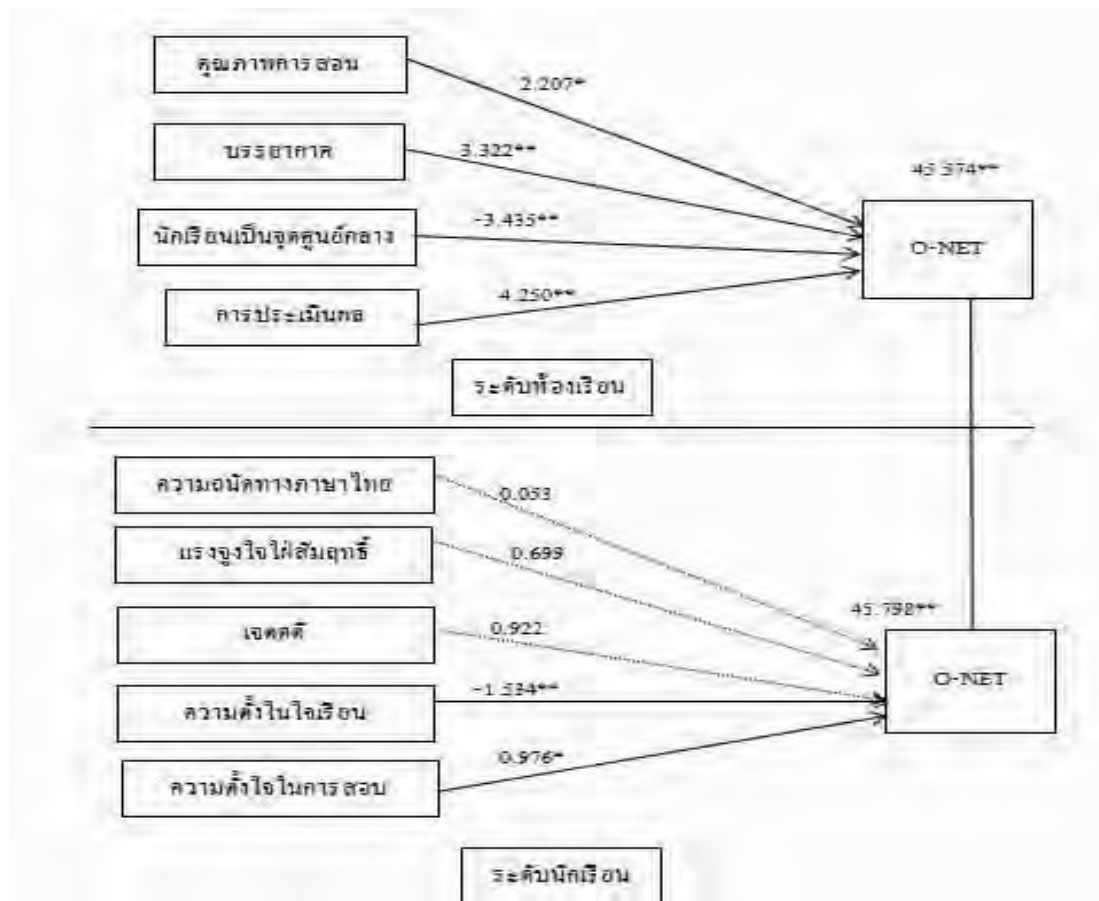 คุณภาพการสอน
2.207*
บรรยากาศ
3.322**
นักเรียนเป็นจุดศูนย์กลาง
-3.435**
การประเมินผล
4.250**
O-NET
ระดับห้องเรียน
ความถนัดทางภาษาไทย
0.053
แรงจูงใจใฝ่สัมฤทธิ์
0.699
เจตคติ
0.922
45.798**
O-NET
ความตั้งในใจเรียน
-1.534**
ความตั้งใจในการสอบ
0.976*
ระดับนักเรียน